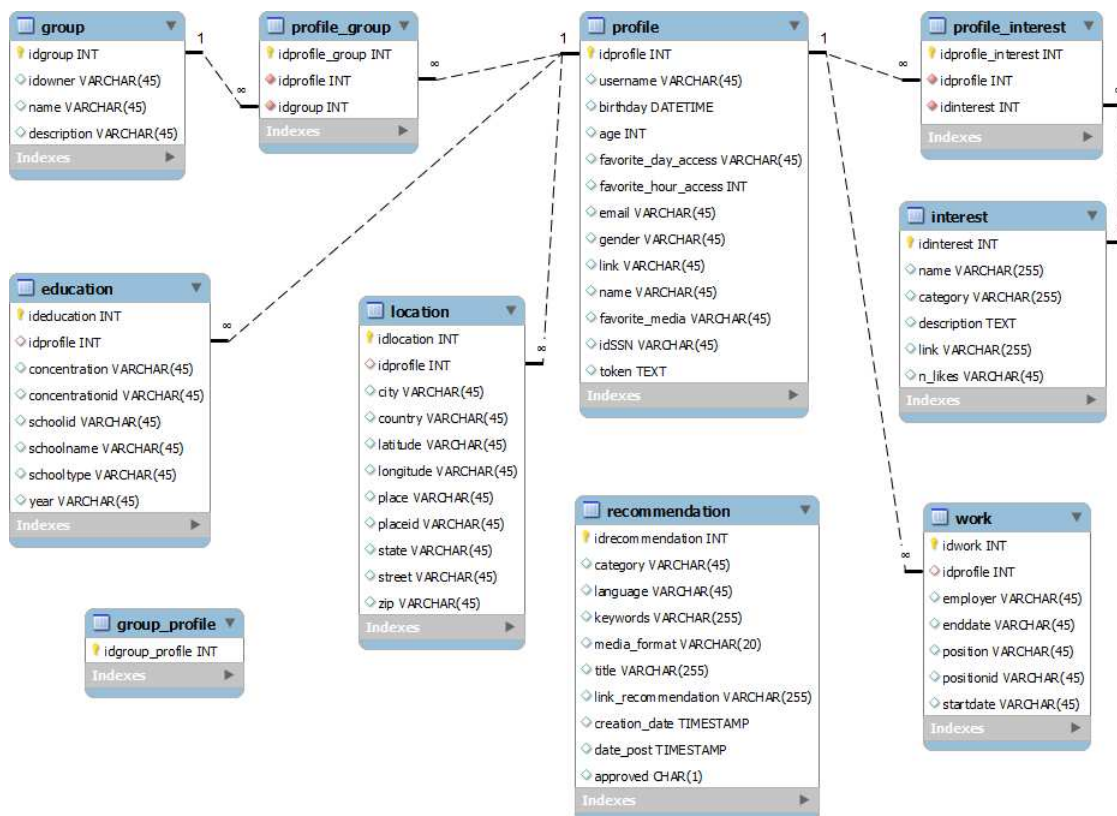 group
idgroup INT
idowner VARCHAR(45)
name VARCHAR(45)
description VARCHAR(45)
Indexes
1
∞
profile_group
idprofile_group INT
idprofile INT
idgroup INT
Indexes
∞
1
profile
idprofile INT
username VARCHAR(45)
birthday DATETIME
age INT
favorite_day_access VARCHAR(45)
favorite_hour_access INT
email VARCHAR(45)
gender VARCHAR(45)
link VARCHAR(45)
name VARCHAR(45)
favorite_media VARCHAR(45)
idSSN VARCHAR(45)
token TEXT
Indexes
1
∞
profile_interest
idprofile_interest INT
idprofile INT
idinterest INT
Indexes
∞
interest
idinterest INT
name VARCHAR(255)
category VARCHAR(255)
description TEXT
link VARCHAR(255)
n_likes VARCHAR(45)
Indexes
education
ideducation INT
idprofile INT
concentration VARCHAR(45)
concentrationid VARCHAR(45)
schoolid VARCHAR(45)
schoolname VARCHAR(45)
schooltype VARCHAR(45)
year VARCHAR(45)
Indexes
∞
location
idlocation INT
idprofile INT
city VARCHAR(45)
country VARCHAR(45)
latitude VARCHAR(45)
longitude VARCHAR(45)
place VARCHAR(45)
placeid VARCHAR(45)
state VARCHAR(45)
street VARCHAR(45)
zip VARCHAR(45)
Indexes
∞
recommendation
idrecommendation INT
category VARCHAR(45)
language VARCHAR(45)
keywords VARCHAR(255)
media_format VARCHAR(20)
title VARCHAR(255)
link_recommendation VARCHAR(255)
creation_date TIMESTAMP
date_post TIMESTAMP
approved CHAR(1)
Indexes
∞
work
idwork INT
idprofile INT
employer VARCHAR(45)
enddate VARCHAR(45)
position VARCHAR(45)
positionid VARCHAR(45)
startdate VARCHAR(45)
Indexes
group_profile
idgroup_profile INT
Indexes